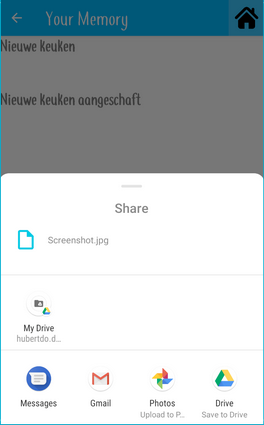 Your Memory
Nieuwe keuken
Nieuwe keuken aangeschaft
Share
Screenshot.jpg
My Drive
hubertdo.d...
Messages
Gmail
Photos
Drive
Upload to P...
Save to Drive